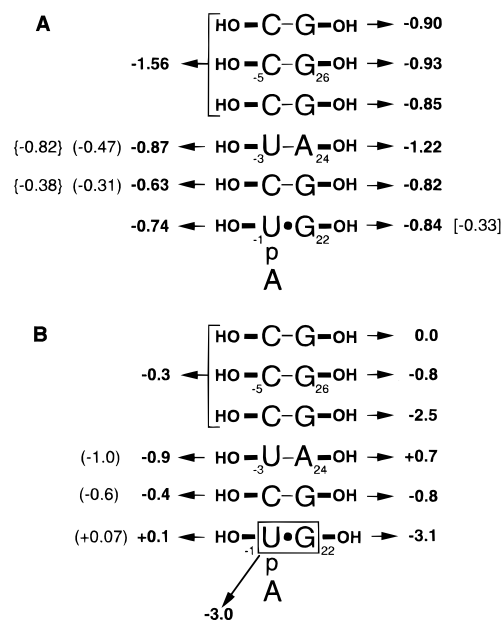 A
HO C–G OH -0.90
-1.56 HO C–G OH -0.93
-5 26
HO C–G OH -0.85
{-0.82} (-0.47) -0.87 HO U–A OH -1.22
-3 24
{-0.38} (-0.31) -0.63 HO C–G OH -0.82
-0.74 HO U•G OH -0.84 [-0.33]
-1 22
p
A
B
HO C–G OH 0.0
-0.3 HO C–G OH -0.8
-5 26
HO C–G OH -2.5
(-1.0) -0.9 HO U–A OH +0.7
-3 24
(-0.6) -0.4 HO C–G OH -0.8
(+0.07) +0.1 HO U•G OH -3.1
-1 22
p
A
-3.0